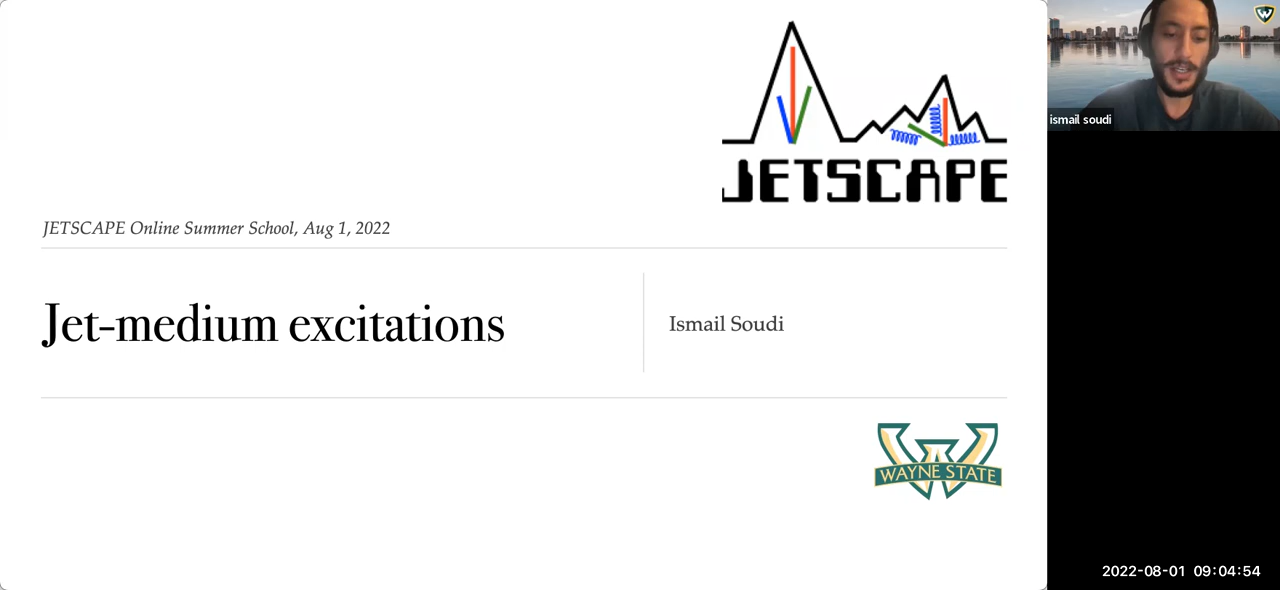 JETSCAPE
W
ismail soudi
JETSCAPE Online Summer School, Aug 1, 2022
Jet-medium excitations
Ismail Soudi
WAYNE STATE
2022-08-01 09:04:54